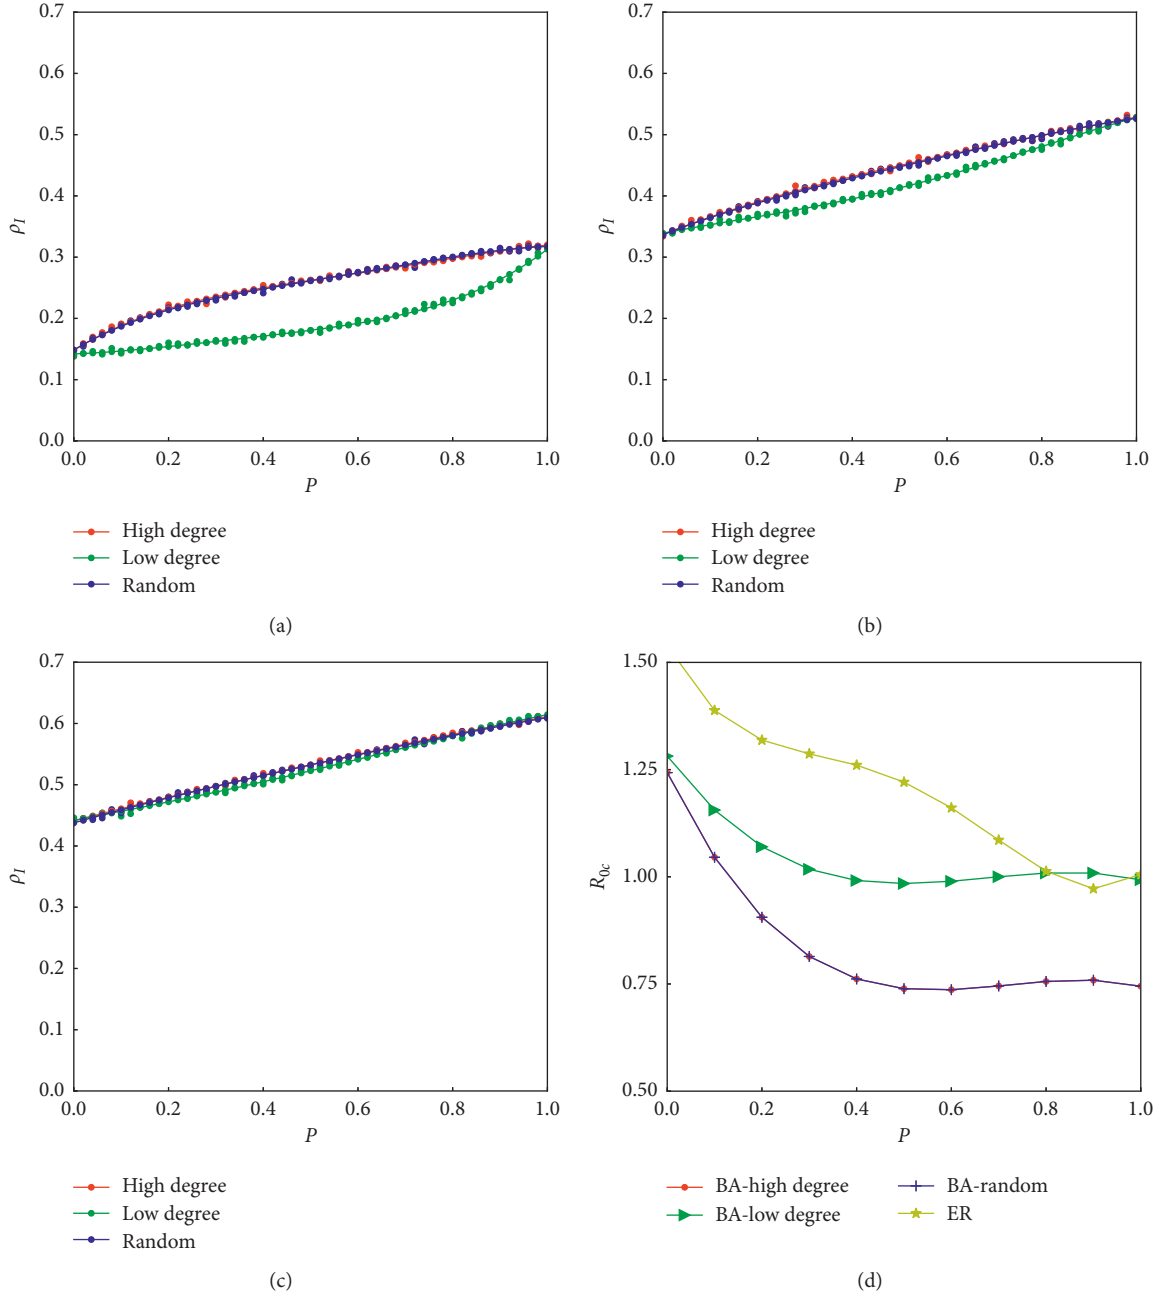 0.7
0.6
0.5
0.4
0.3
0.2
0.1
0.0
ρI
0.0 0.2 0.4 0.6 0.8 1.0
P
High degree
Low degree
Random
(a)
0.7
0.6
0.5
0.4
0.3
0.2
0.1
0.0
ρI
0.0 0.2 0.4 0.6 0.8 1.0
P
High degree
Low degree
Random
(b)
0.7
0.6
0.5
0.4
0.3
0.2
0.1
0.0
ρI
0.0 0.2 0.4 0.6 0.8 1.0
P
High degree
Low degree
Random
(c)
1.50
1.25
1.00
0.75
0.50
R0c
0.0 0.2 0.4 0.6 0.8 1.0
P
BA-high degree BA-random
BA-low degree ER
(d)